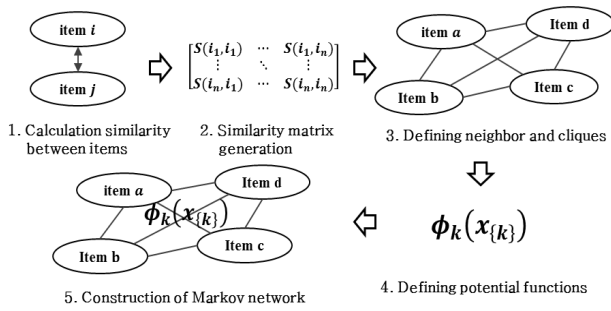 item i
item j
1. Calculation similarity
between items
[S(i₁,i₁) ⋯ S(i₁,iₙ)
⋮ ⋱ ⋮
S(iₙ,i₁) ⋯ S(iₙ,iₙ)]
2. Similarity matrix
generation
item a
Item d
Item b
Item c
3. Defining neighbor and cliques
ϕₖ(x{k})
4. Defining potential functions
item a
Item d
ϕₖ(x{k})
Item b
Item c
5. Construction of Markov network